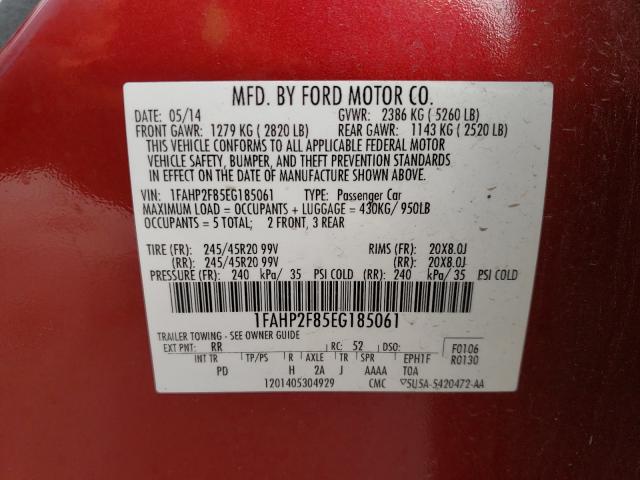 MFD. BY FORD MOTOR CO.
DATE: 05/14 GVWR: 2386 KG ( 5260 LB)
FRONT GAWR: 1279 KG ( 2820 LB) REAR GAWR: 1143 KG ( 2520 LB)
THIS VEHICLE CONFORMS TO ALL APPLICABLE FEDERAL MOTOR
VEHICLE SAFETY, BUMPER, AND THEFT PREVENTION STANDARDS
IN EFFECT ON THE DATE OF MANUFACTURE SHOWN ABOVE.
VIN: 1FAHP2F85EG185061 TYPE: Passenger Car
MAXIMUM LOAD = OCCUPANTS + LUGGAGE = 430KG/ 950LB
OCCUPANTS = 5 TOTAL; 2 FRONT, 3 REAR
TIRE (FR): 245/45R20 99V RIMS (FR): 20X8.0J
(RR): 245/45R20 99V (RR): 20X8.0J
PRESSURE (FR): 240 kPa/ 35 PSI COLD (RR): 240 kPa/ 35 PSI COLD
1FAHP2F85EG185061
TRAILER TOWING - SEE OWNER GUIDE
EXT PNT: RR RC: 52 DSO: F0106
INT TR TP/PS R AXLE TR SPR EPH1F R0130
PD H 2A J AAAA T0A
1201405304929 CMC ▽5U5A-5420472-AA